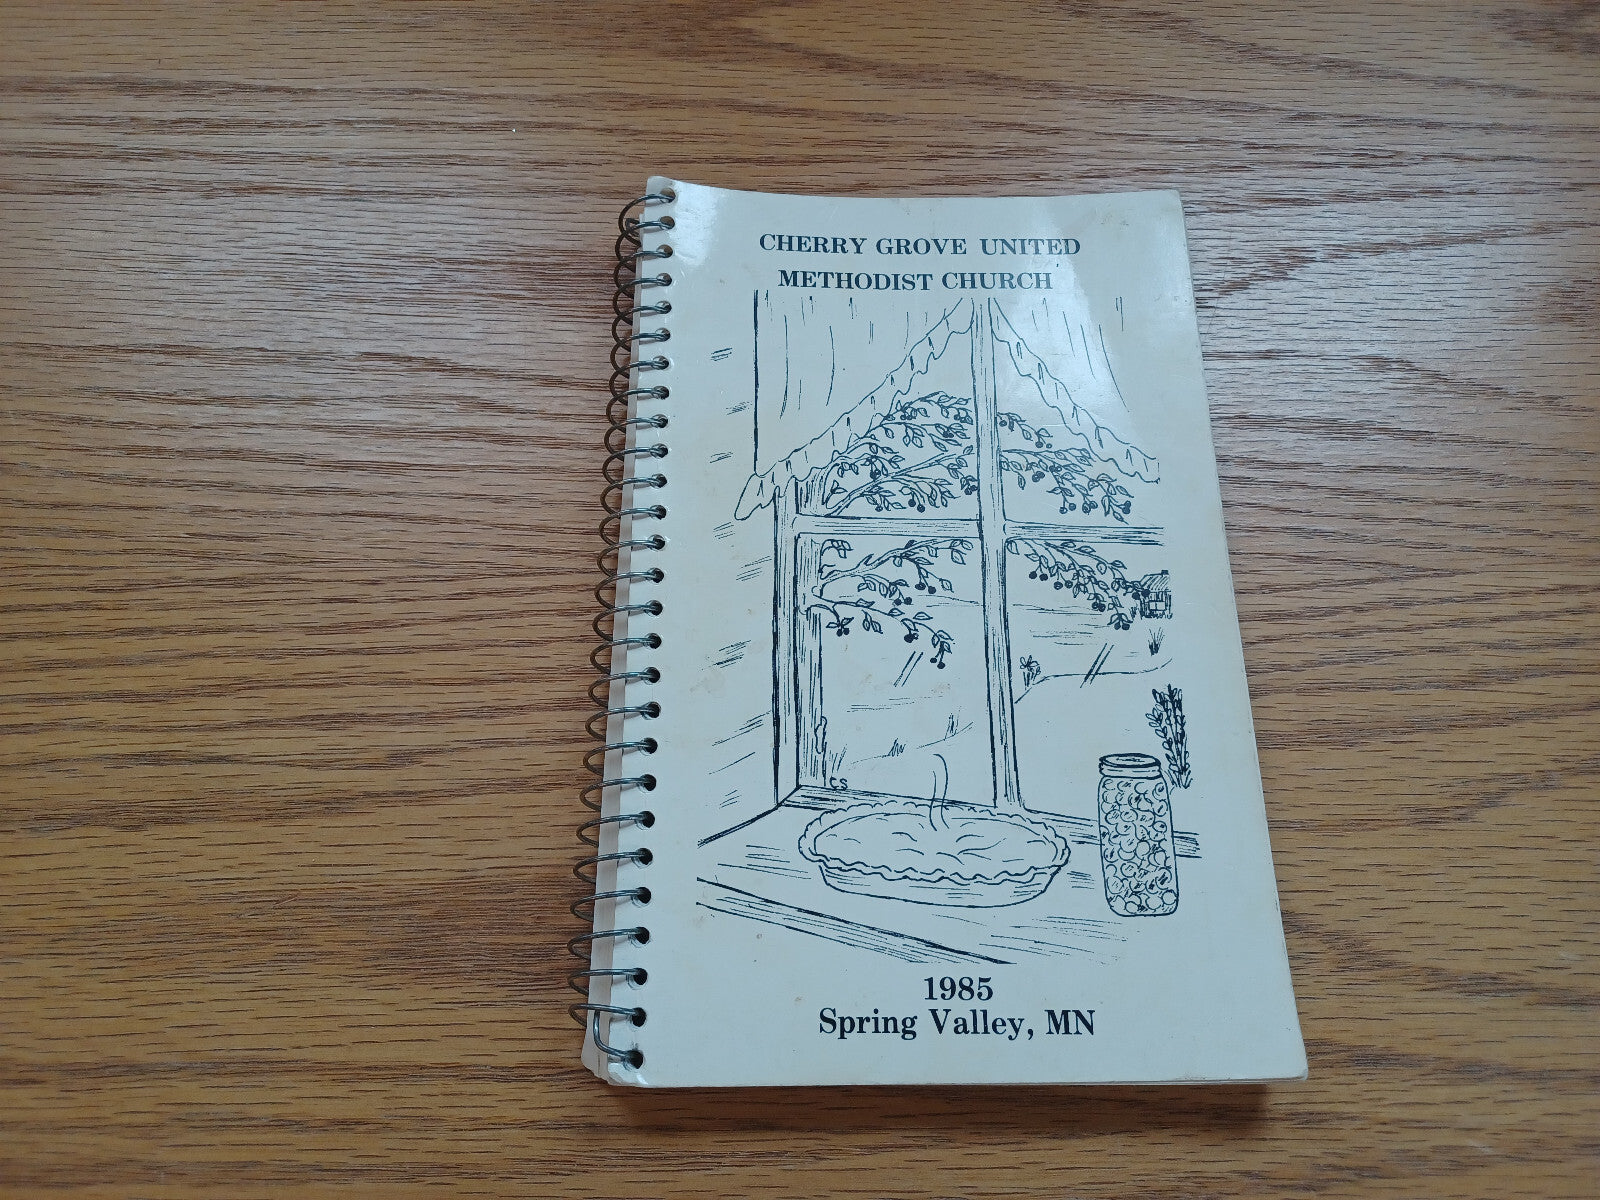 CHERRY GROVE UNITED
METHODIST CHURCH
CS
1985
Spring Valley, MN